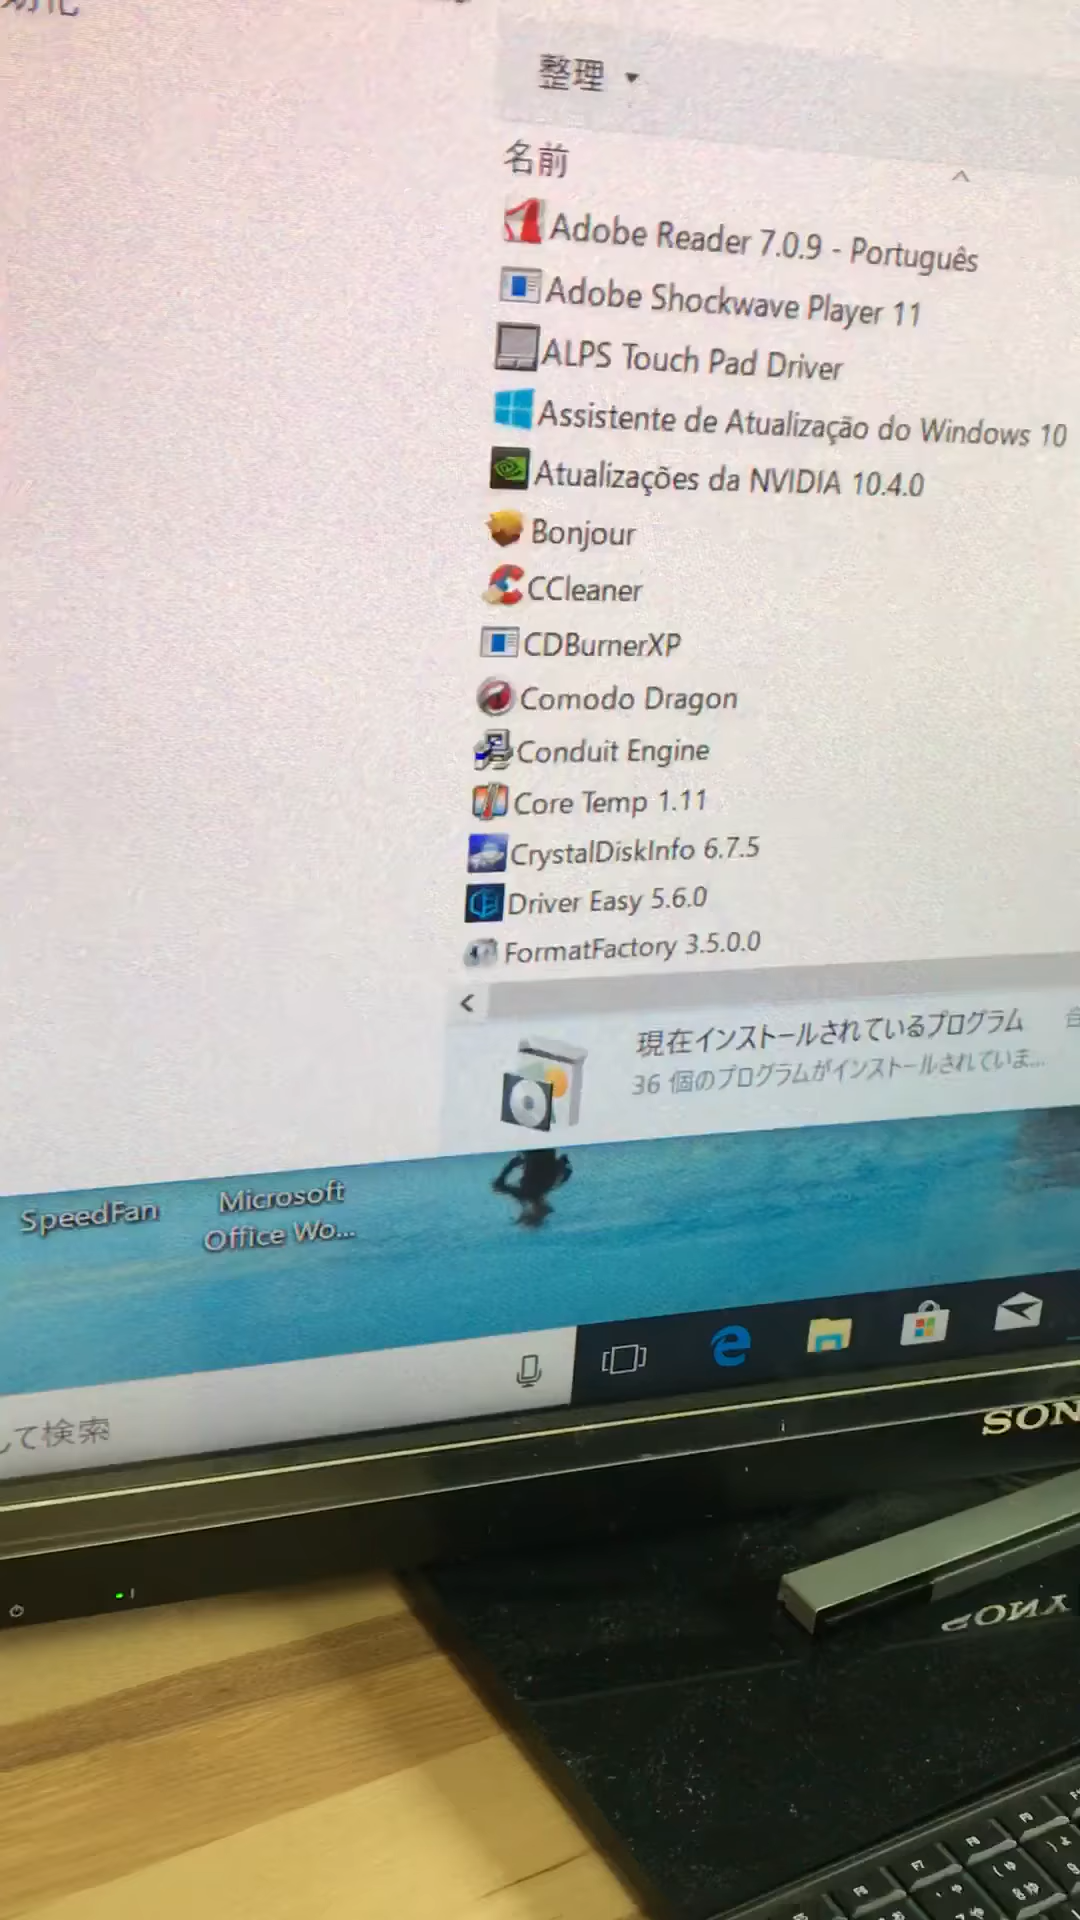 整理
名前
Adobe Reader 7.0.9 - Português
Adobe Shockwave Player 11
ALPS Touch Pad Driver
Assistente de Atualização do Windows 10
Atualizações da NVIDIA 10.4.0
Bonjour
CCleaner
CDBurnerXP
Comodo Dragon
Conduit Engine
Core Temp 1.11
CrystalDiskInfo 6.7.5
Driver Easy 5.6.0
FormatFactory 3.5.0.0
現在インストールされているプログラム
36 個のプログラムがインストールされていま...
SpeedFan
Microsoft
Office Wo...
して検索
SON